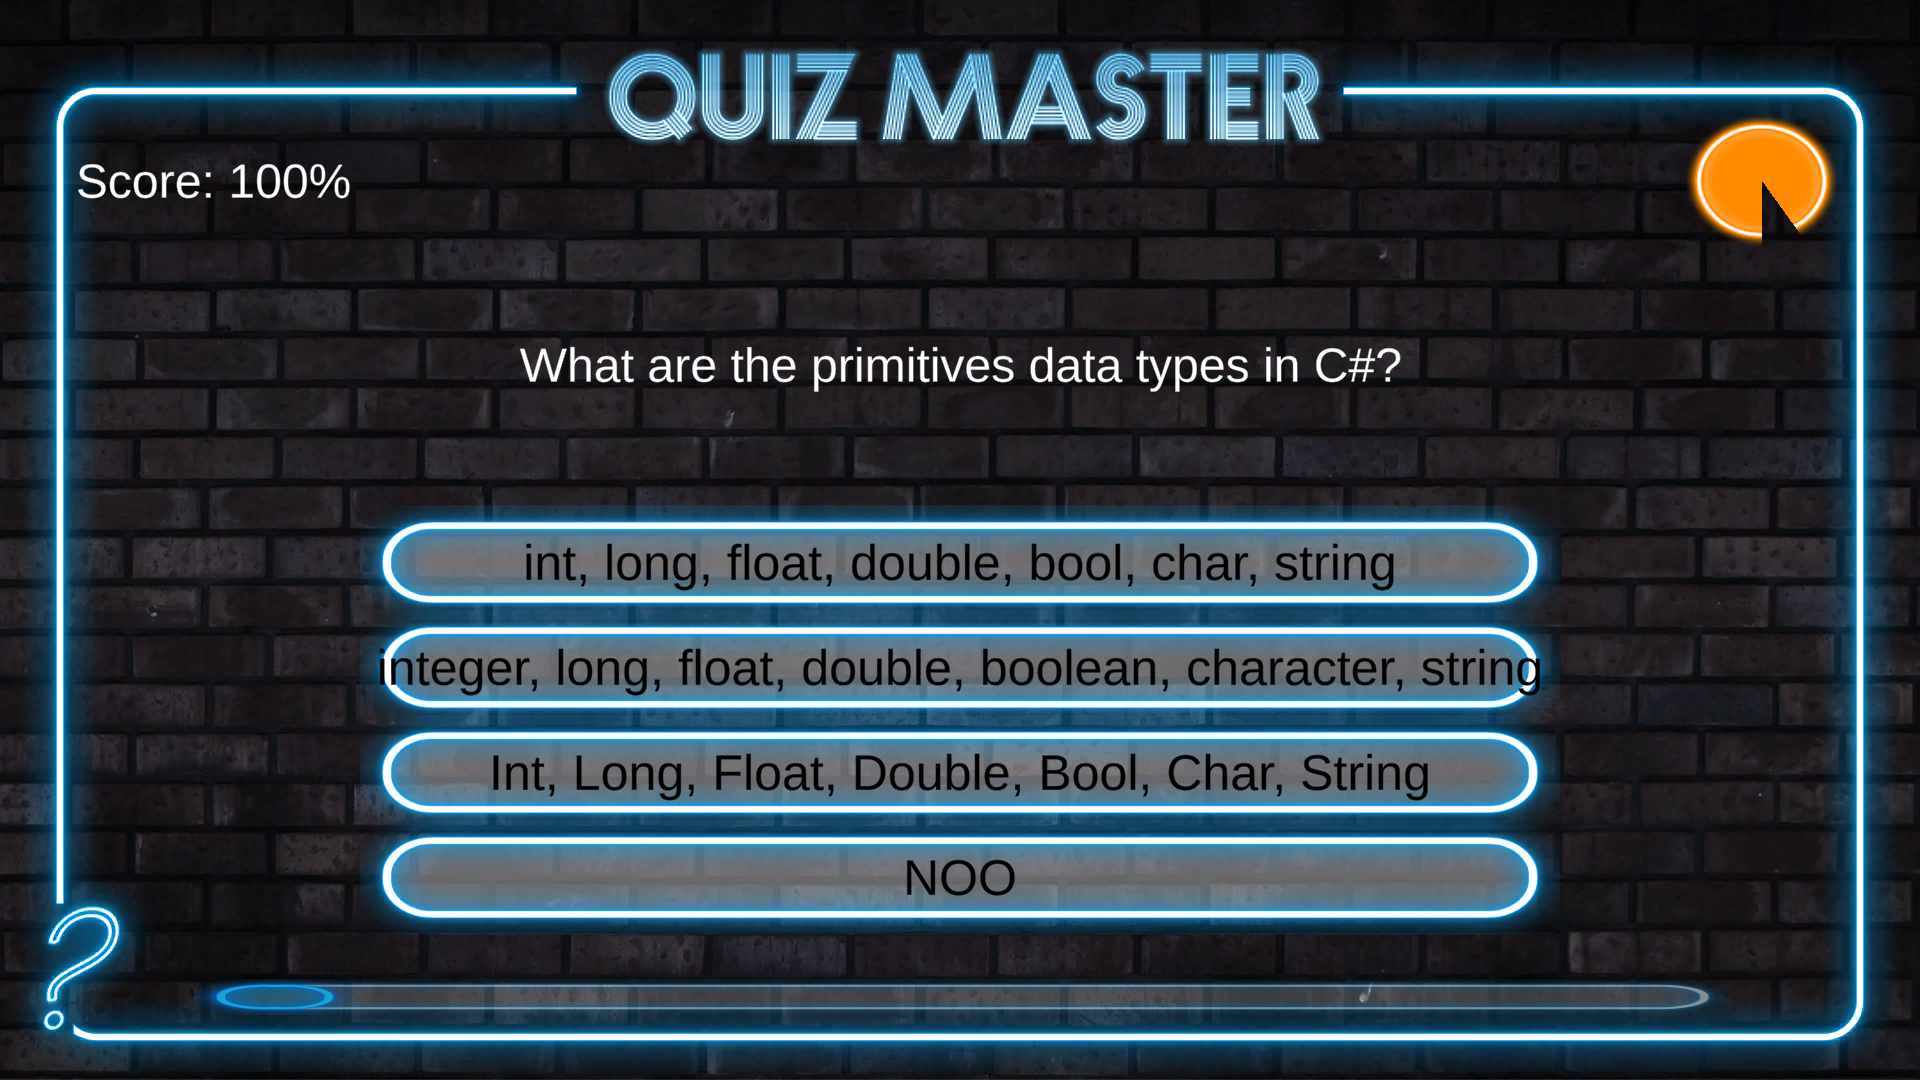 QUIZ MASTER
Score: 100%
What are the primitives data types in C#?
int, long, float, double, bool, char, string
integer, long, float, double, boolean, character, string
Int, Long, Float, Double, Bool, Char, String
NOO
?